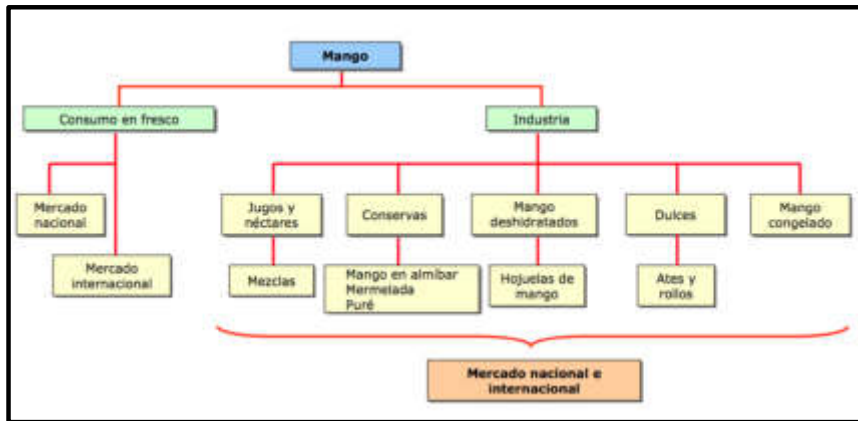 Mango
Consumo en fresco
Industria
Mercado
nacional
Mercado
internacional
Jugos y
néctares
Conservas
Mango
deshidratados
Dulces
Mango
congelado
Mezclas
Mango en almíbar
Mermelada
Puré
Hojuelas de
mango
Ates y
rollos
Mercado nacional e
internacional